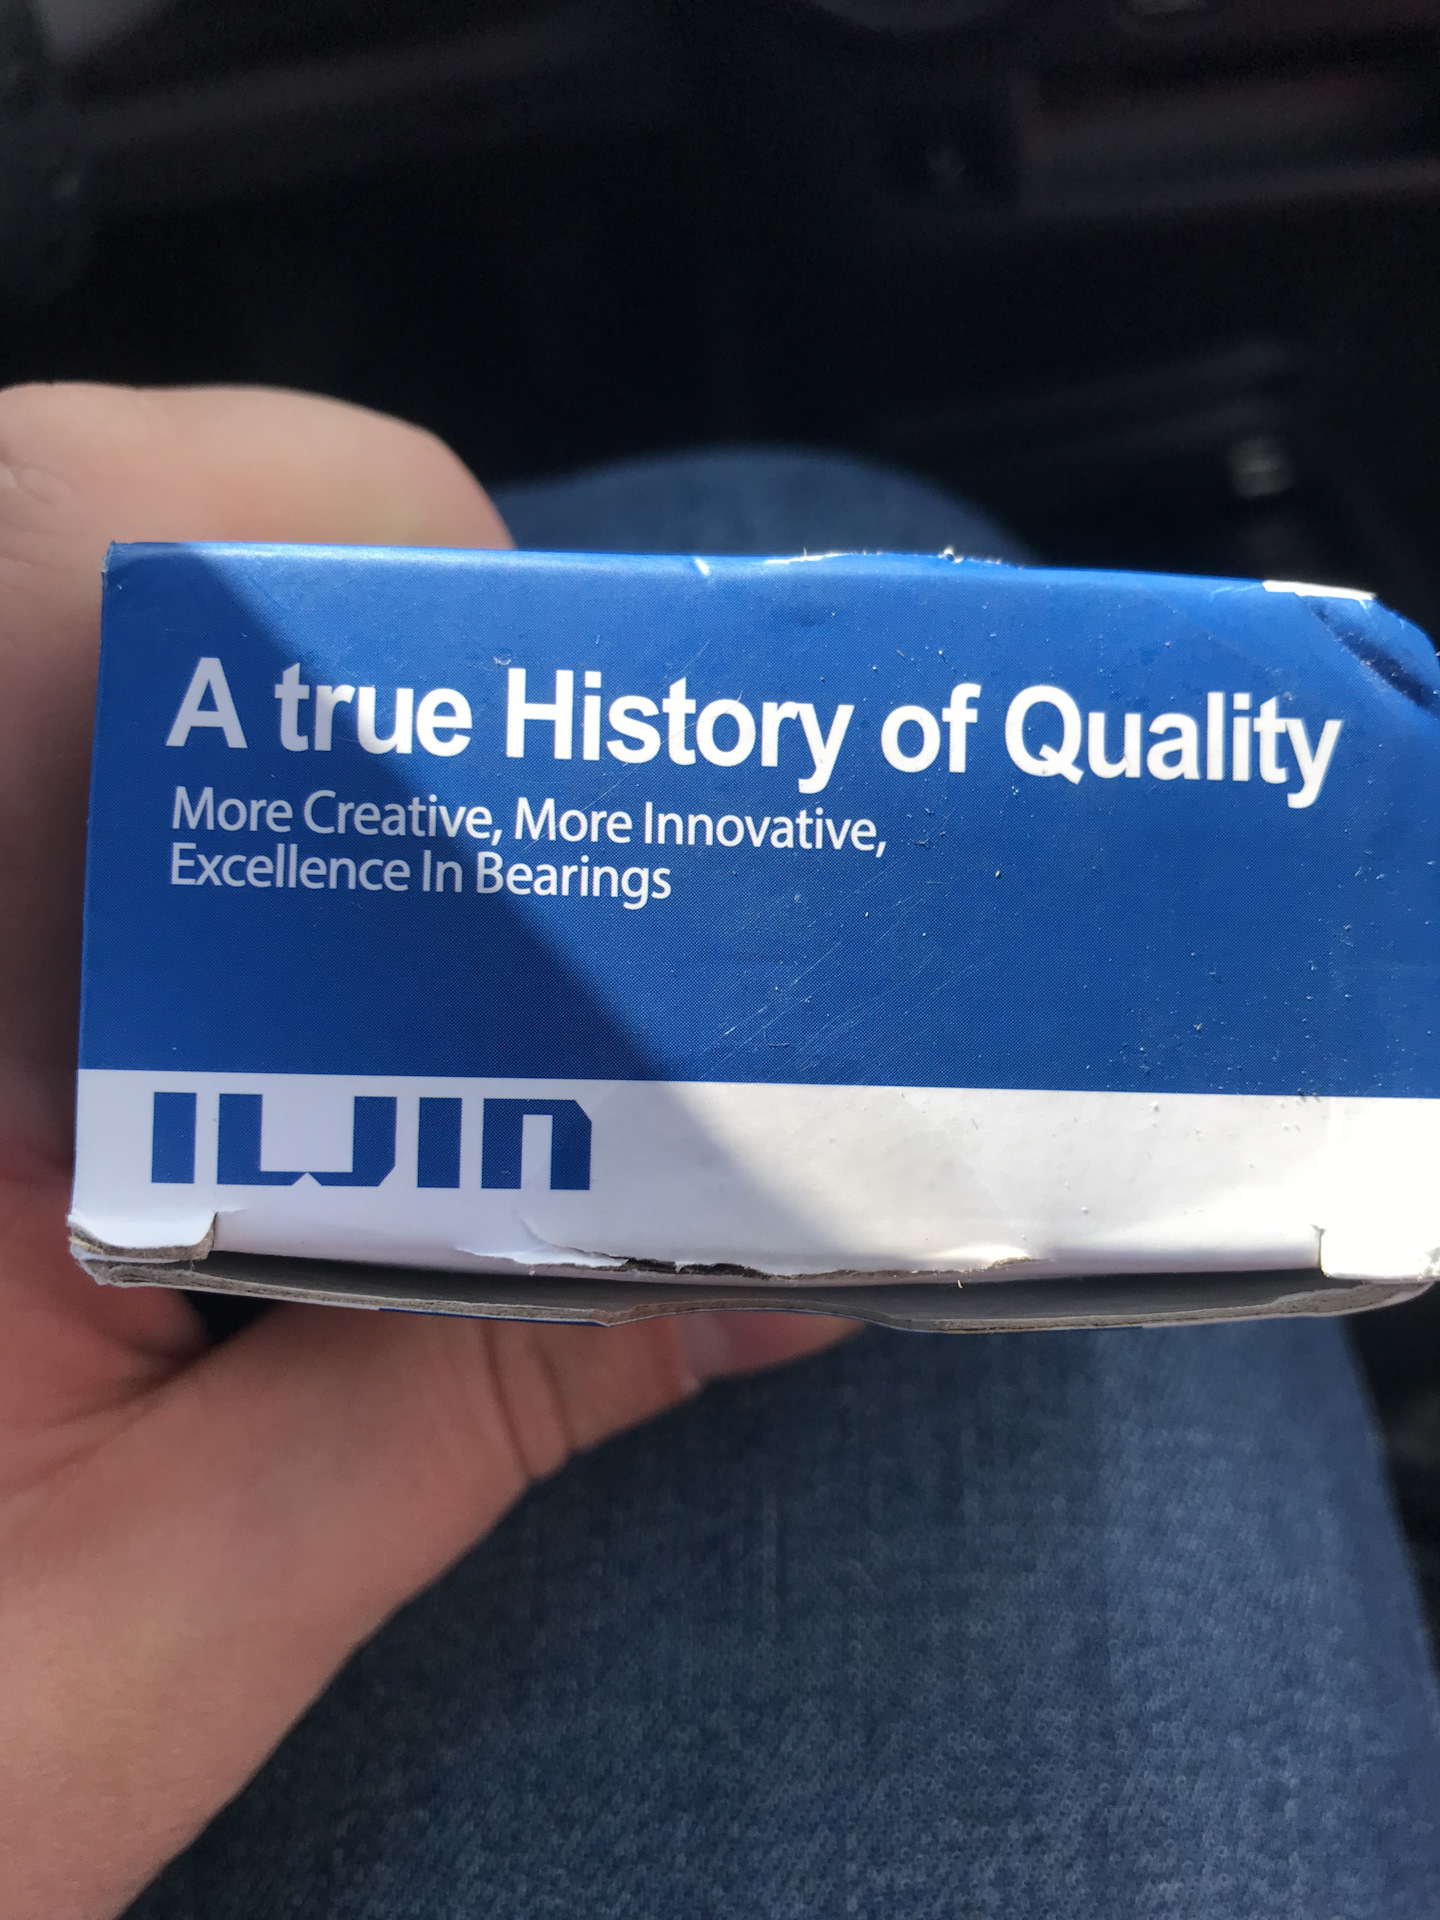 A true History of Quality
More Creative, More Innovative,
Excellence In Bearings
ILJIN